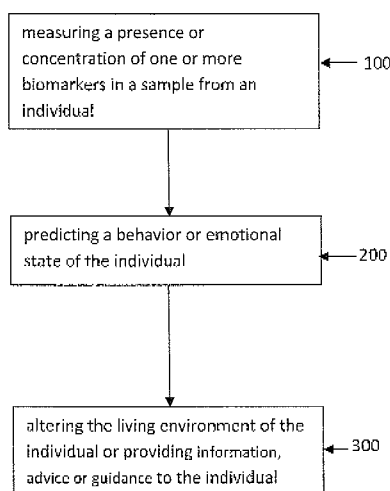 measuring a presence or
concentration of one or more
biomarkers in a sample from an
individual
100
predicting a behavior or emotional
state of the individual
200
altering the living environment of the
individual or providing information,
advice or guidance to the individual
300